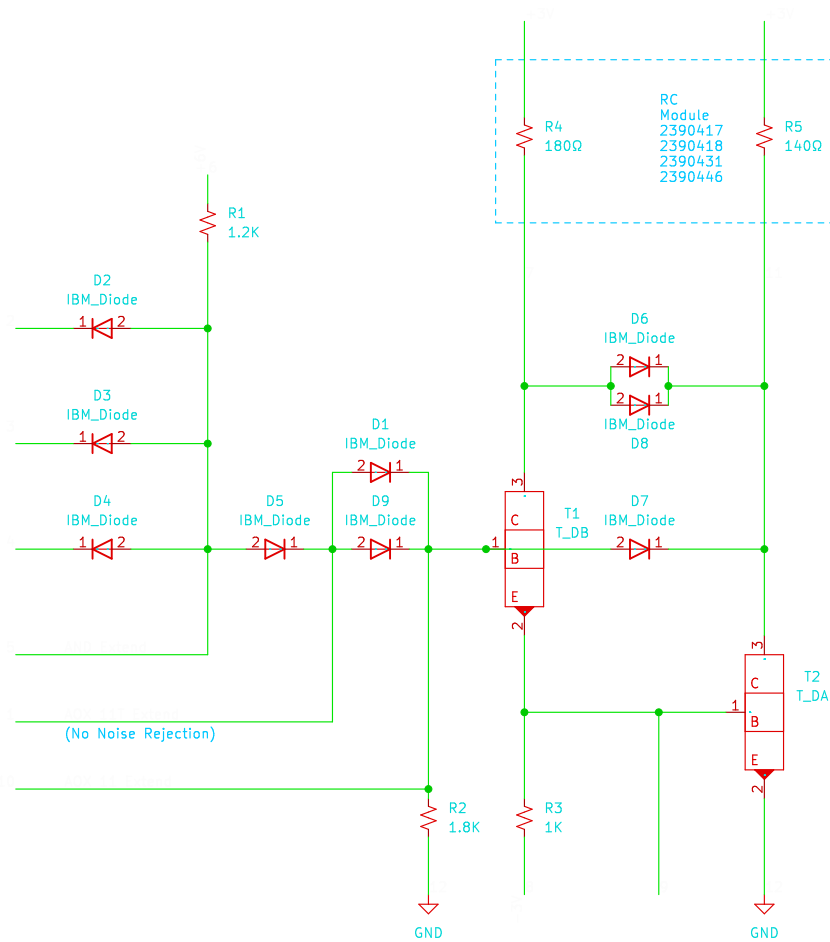 RC
Module
2390417
2390418
2390431
2390446
R4
180Ω
R5
140Ω
R1
1.2K
D2
IBM_Diode
1 2
D6
IBM_Diode
2 1
2 1
IBM_Diode
D8
D3
IBM_Diode
1 2
D1
IBM_Diode
2 1
D4
IBM_Diode
1 2
D5
IBM_Diode
2 1
D9
IBM_Diode
2 1
3
C
1
B
E
2
T1
T_DB
D7
IBM_Diode
2 1
3
C
1
B
E
2
T2
T_DA
(No Noise Rejection)
R2
1.8K
R3
1K
GND
GND